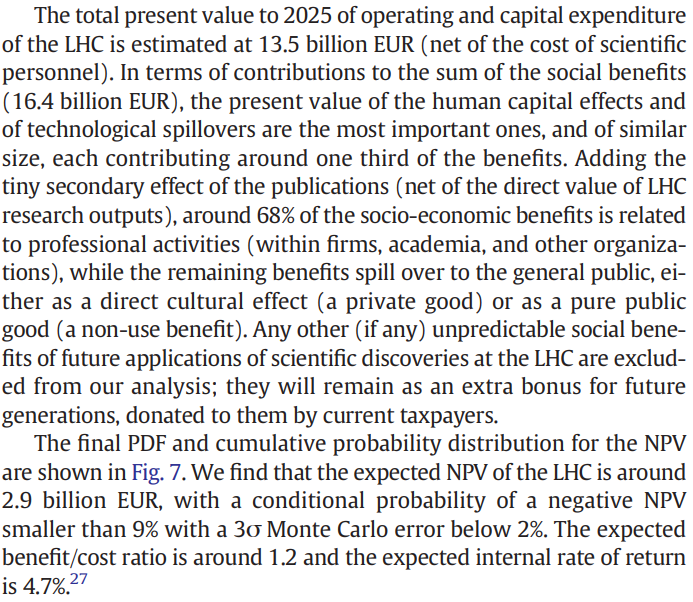 The total present value to 2025 of operating and capital expenditure
of the LHC is estimated at 13.5 billion EUR (net of the cost of scientific
personnel). In terms of contributions to the sum of the social benefits
(16.4 billion EUR), the present value of the human capital effects and
of technological spillovers are the most important ones, and of similar
size, each contributing around one third of the benefits. Adding the
tiny secondary effect of the publications (net of the direct value of LHC
research outputs), around 68% of the socio-economic benefits is related
to professional activities (within firms, academia, and other organiza-
tions), while the remaining benefits spill over to the general public, ei-
ther as a direct cultural effect (a private good) or as a pure public
good (a non-use benefit). Any other (if any) unpredictable social bene-
fits of future applications of scientific discoveries at the LHC are exclud-
ed from our analysis; they will remain as an extra bonus for future
generations, donated to them by current taxpayers.
The final PDF and cumulative probability distribution for the NPV
are shown in Fig. 7. We find that the expected NPV of the LHC is around
2.9 billion EUR, with a conditional probability of a negative NPV
smaller than 9% with a 3σ Monte Carlo error below 2%. The expected
benefit/cost ratio is around 1.2 and the expected internal rate of return
is 4.7%.27